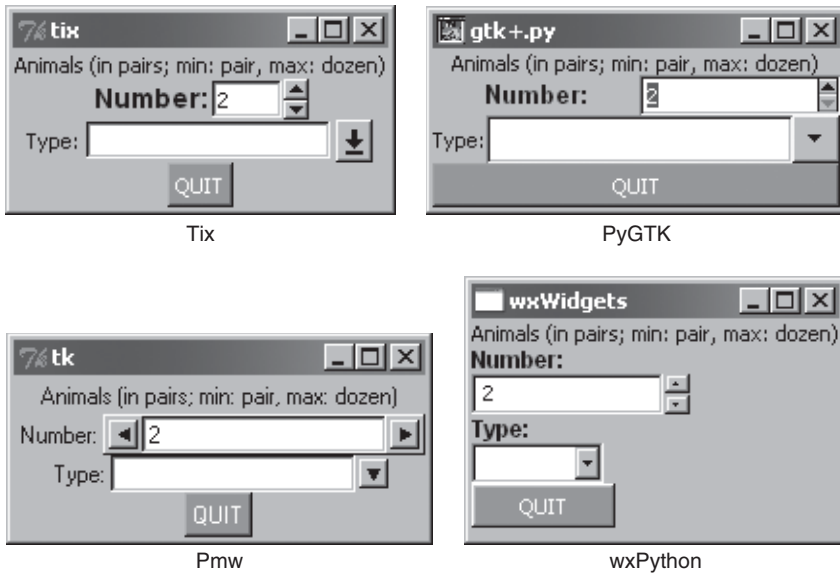 tix
Animals (in pairs; min: pair, max: dozen)
Number: 2
Type:
QUIT
Tix
gtk+.py
Animals (in pairs; min: pair, max: dozen)
Number: 2
Type:
QUIT
PyGTK
tk
Animals (in pairs; min: pair, max: dozen)
Number: 2
Type:
QUIT
Pmw
wxWidgets
Animals (in pairs; min: pair, max: dozen)
Number:
2
Type:
QUIT
wxPython